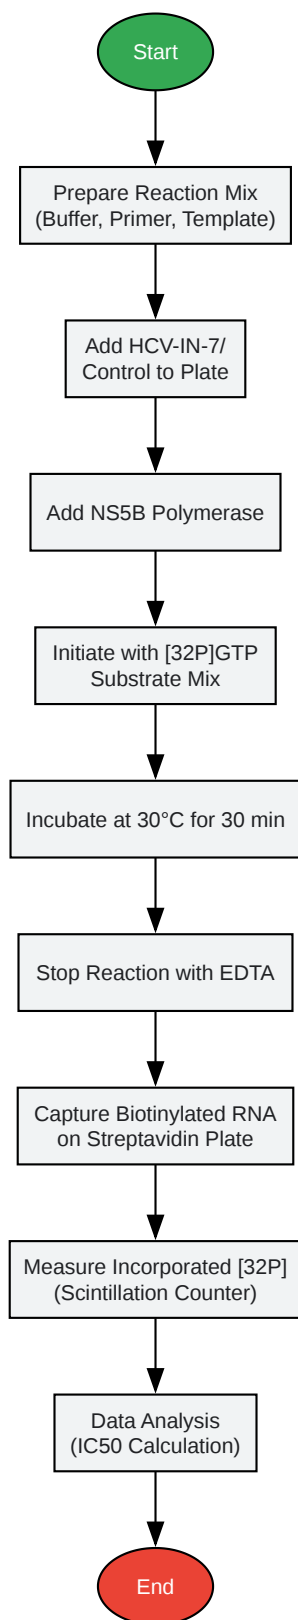 Start
Prepare Reaction Mix
(Buffer, Primer, Template)
Add HCV-IN-7/
Control to Plate
Add NS5B Polymerase
Initiate with [32P]GTP
Substrate Mix
Incubate at 30°C for 30 min
Stop Reaction with EDTA
Capture Biotinylated RNA
on Streptavidin Plate
Measure Incorporated [32P]
(Scintillation Counter)
Data Analysis
(IC50 Calculation)
End